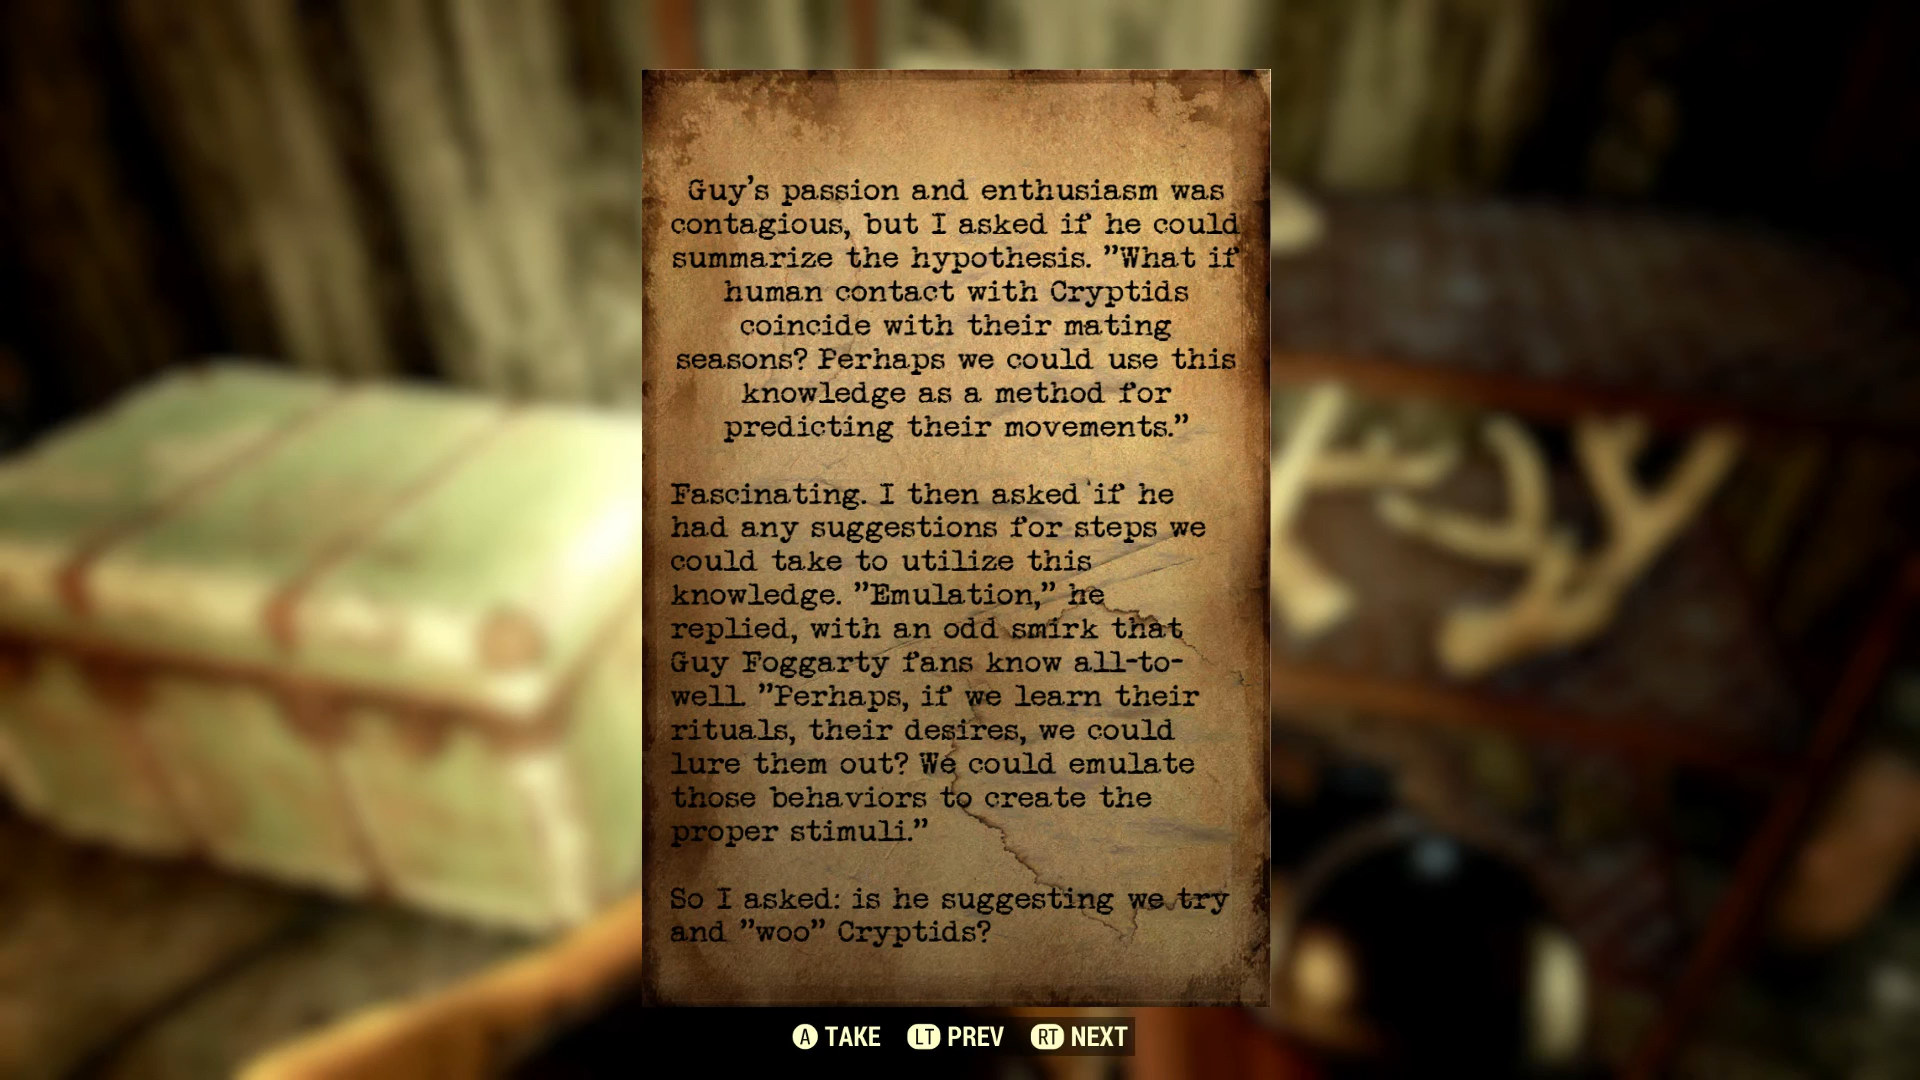 Guy's passion and enthusiasm was
contagious, but I asked if he could
summarize the hypothesis. "What if
human contact with Cryptids
coincide with their mating
seasons? Perhaps we could use this
knowledge as a method for
predicting their movements."
Fascinating. I then asked if he
had any suggestions for steps we
could take to utilize this
knowledge. "Emulation," he
replied, with an odd smirk that
Guy Foggarty fans know all-to-
well. "Perhaps, if we learn their
rituals, their desires, we could
lure them out? We could emulate
those behaviors to create the
proper stimuli."
So I asked: is he suggesting we try
and "woo" Cryptids?
A TAKE LT PREV RT NEXT